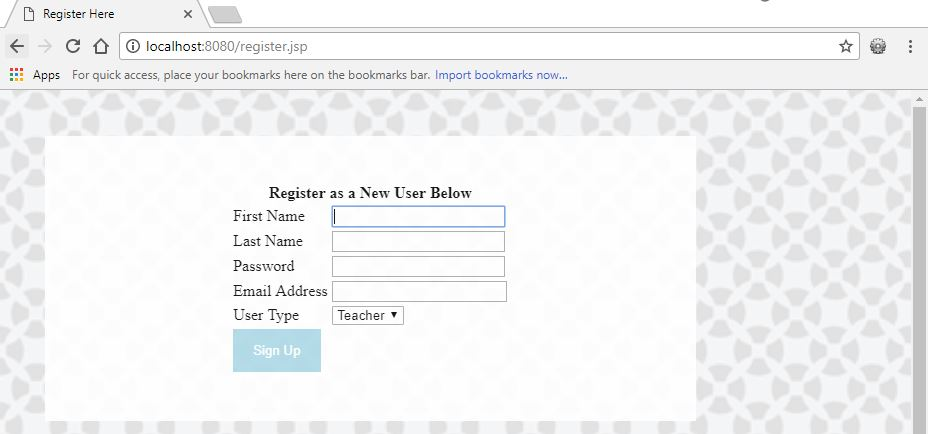 Register Here
localhost:8080/register.jsp
Apps For quick access, place your bookmarks here on the bookmarks bar. Import bookmarks now...
Register as a New User Below
First Name
Last Name
Password
Email Address
User Type Teacher
Sign Up